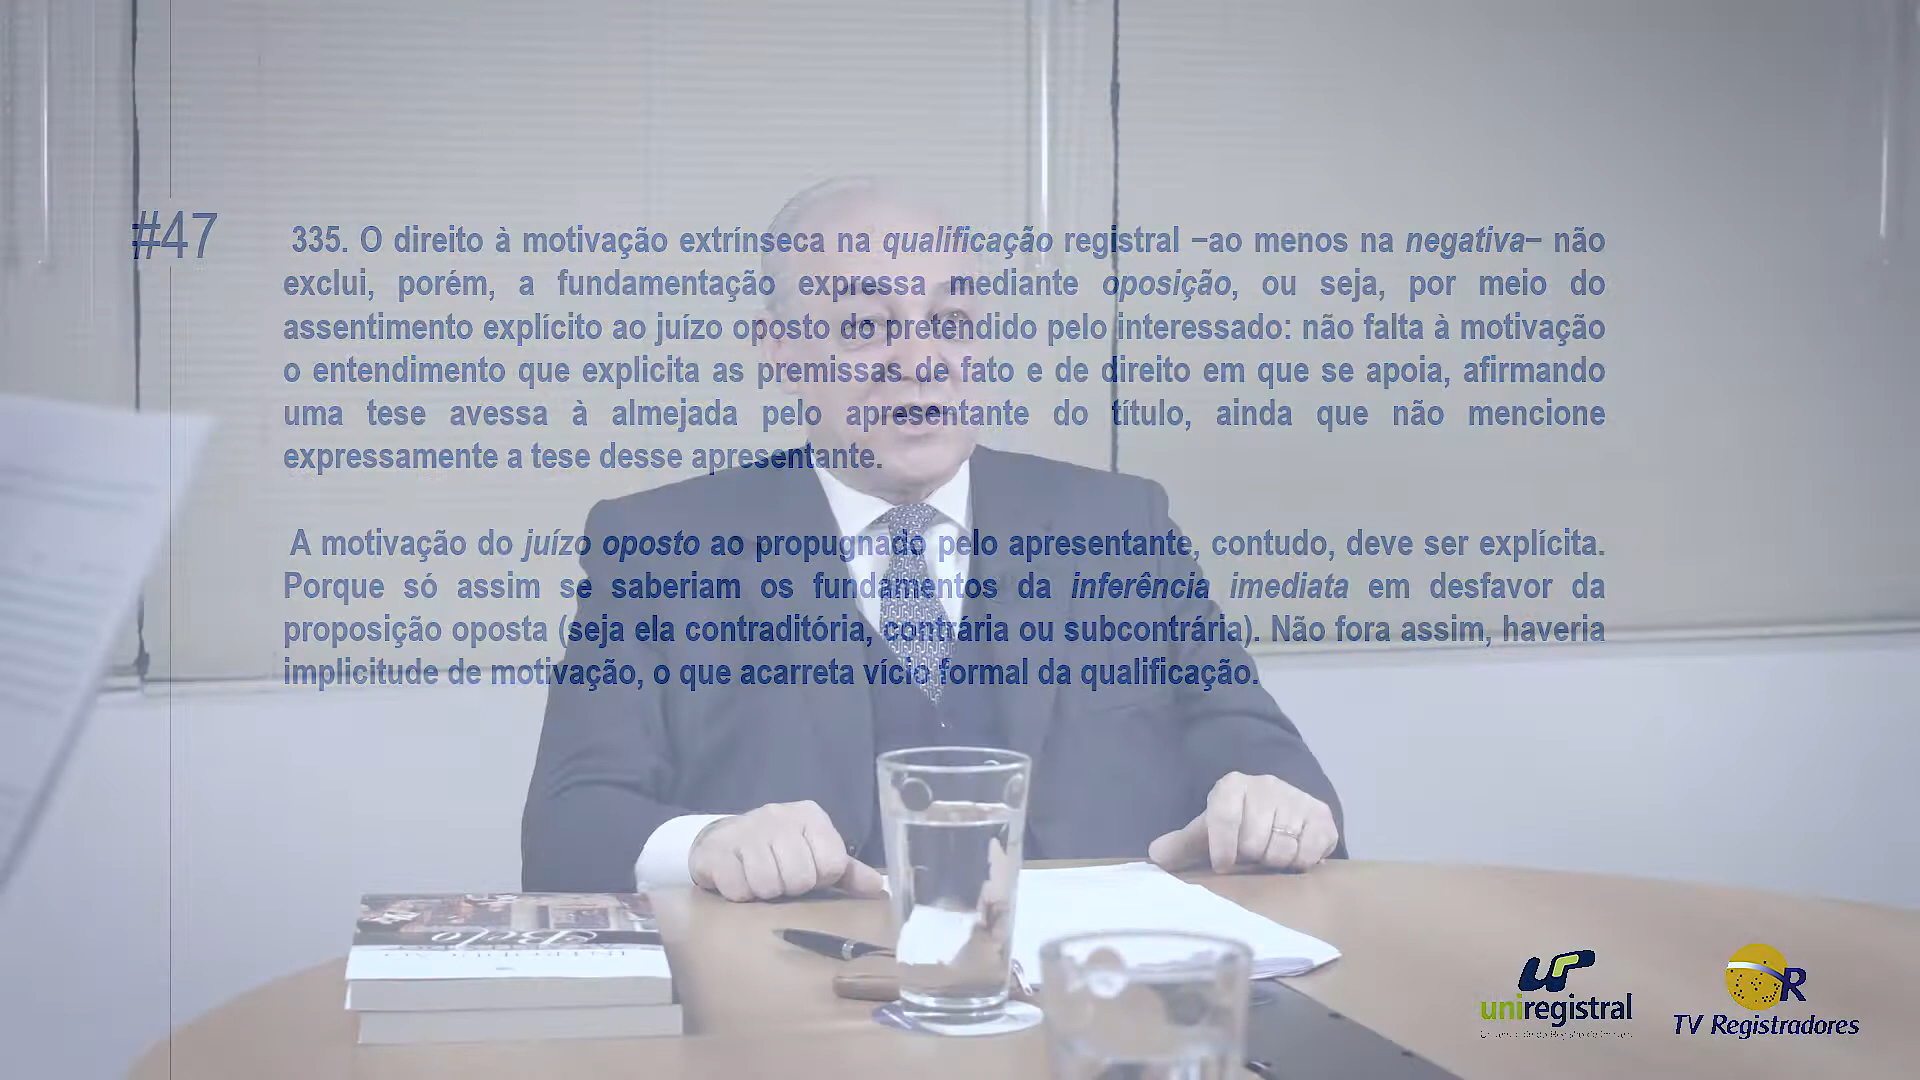 #47
335. O direito à motivação extrínseca na qualificação registral –ao menos na negativa– não
exclui, porém, a fundamentação expressa mediante oposição, ou seja, por meio do
assentimento explícito ao juízo oposto do pretendido pelo interessado: não falta à motivação
o entendimento que explicita as premissas de fato e de direito em que se apoia, afirmando
uma tese avessa à almejada pelo apresentante do título, ainda que não mencione
expressamente a tese desse apresentante.
A motivação do juízo oposto ao propugnado pelo apresentante, contudo, deve ser explícita.
Porque só assim se saberiam os fundamentos da inferência imediata em desfavor da
proposição oposta (seja ela contraditória, contrária ou subcontrária). Não fora assim, haveria
implicitude de motivação, o que acarreta vício formal da qualificação.
Belo
uniregistral
TV Registradores